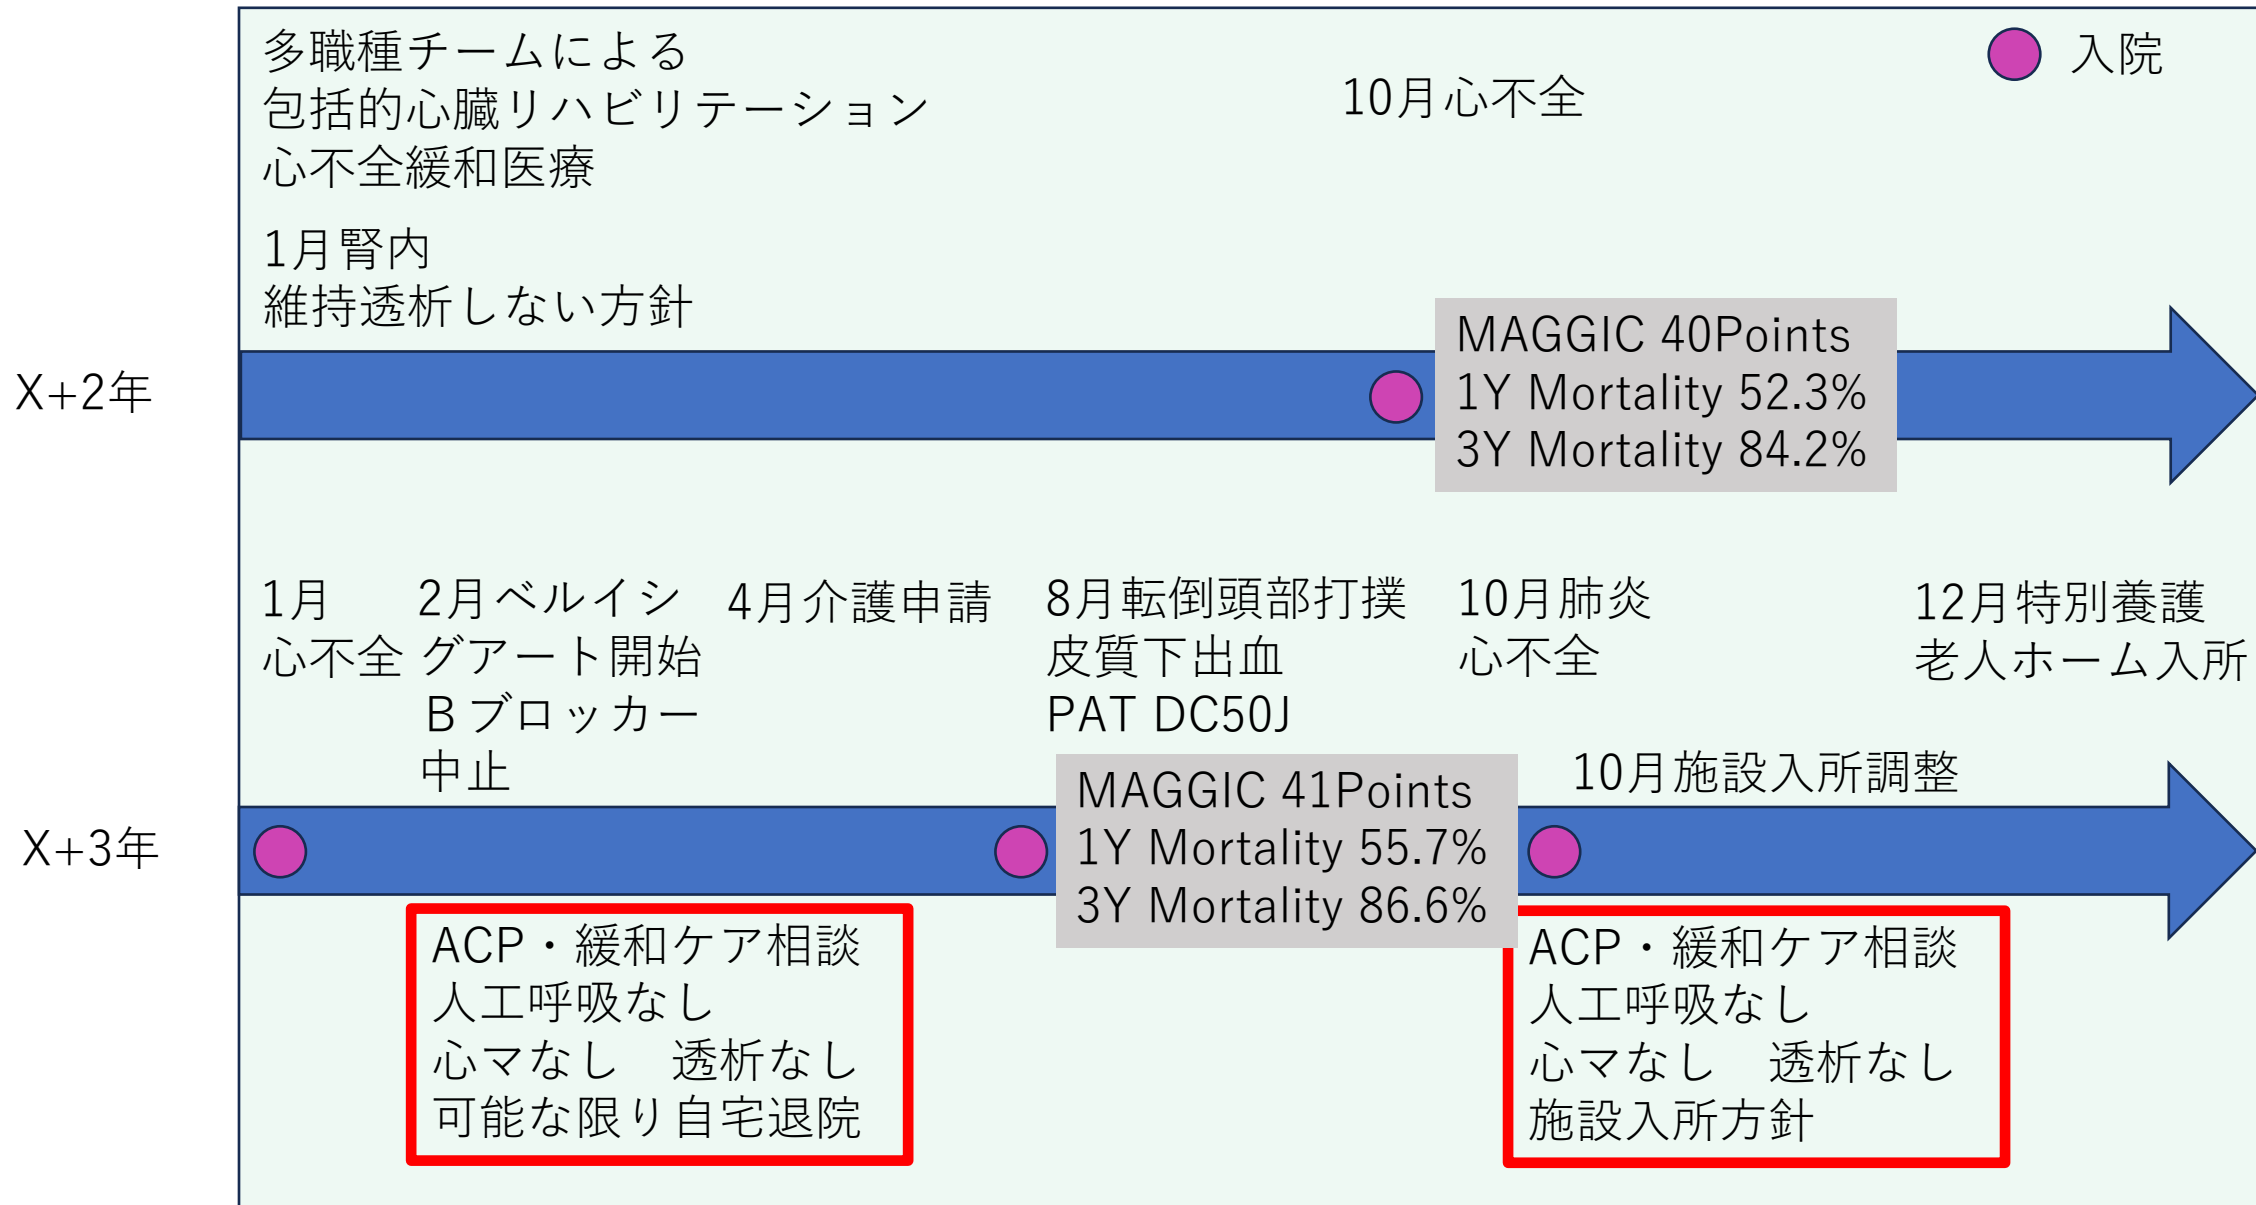 多職種チームによる
包括的心臓リハビリテーション
心不全緩和医療
入院
10月心不全
1月腎内
維持透析しない方針
X+2年
MAGGIC 40Points
1Y Mortality 52.3%
3Y Mortality 84.2%
1月
心不全
2月ベルイシ
グアート開始
Bブロッカー
中止
4月介護申請
8月転倒頭部打撲
皮質下出血
PAT DC50J
10月肺炎
心不全
12月特別養護
老人ホーム入所
10月施設入所調整
X+3年
MAGGIC 41Points
1Y Mortality 55.7%
3Y Mortality 86.6%
ACP・緩和ケア相談
人工呼吸なし
心マなし　透析なし
可能な限り自宅退院
ACP・緩和ケア相談
人工呼吸なし
心マなし　透析なし
施設入所方針